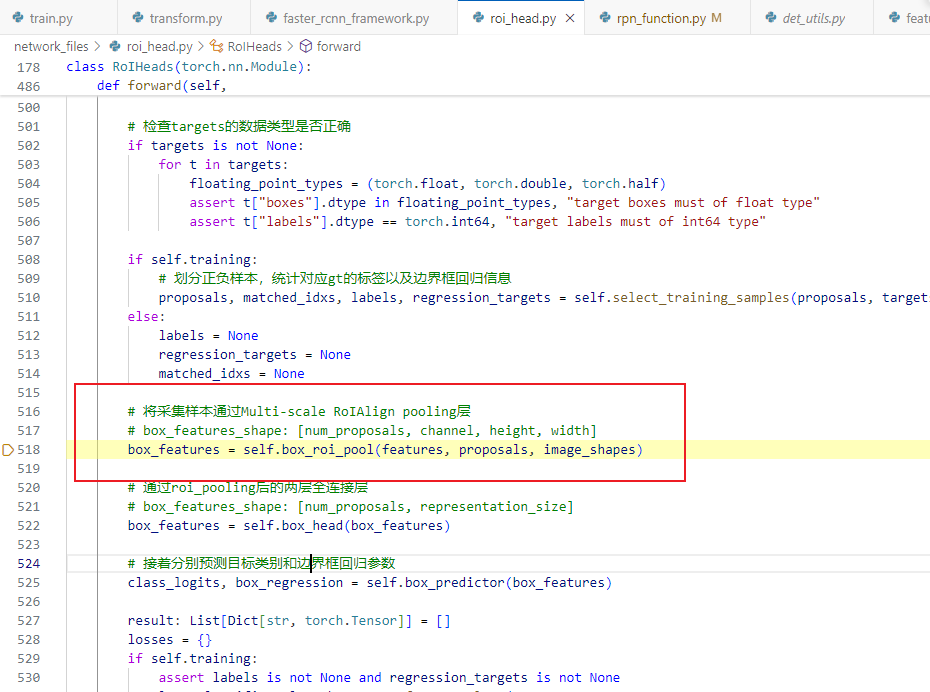 train.py transform.py faster_rcnn_framework.py roi_head.py rpn_function.py M det_utils.py
network_files > roi_head.py > RoIHeads > forward
178 class RoIHeads(torch.nn.Module):
486 def forward(self,
500
501 # 检查targets的数据类型是否正确
502 if targets is not None:
503 for t in targets:
504 floating_point_types = (torch.float, torch.double, torch.half)
505 assert t["boxes"].dtype in floating_point_types, "target boxes must of float type"
506 assert t["labels"].dtype == torch.int64, "target labels must of int64 type"
507
508 if self.training:
509 # 划分正负样本，统计对应gt的标签以及边界框回归信息
510 proposals, matched_idxs, labels, regression_targets = self.select_training_samples(proposals, target
511 else:
512 labels = None
513 regression_targets = None
514 matched_idxs = None
515
516 # 将采集样本通过Multi-scale RoIAlign pooling层
517 # box_features_shape: [num_proposals, channel, height, width]
518 box_features = self.box_roi_pool(features, proposals, image_shapes)
519
520 # 通过roi_pooling后的两层全连接层
521 # box_features_shape: [num_proposals, representation_size]
522 box_features = self.box_head(box_features)
523
524 # 接着分别预测目标类别和边界框回归参数
525 class_logits, box_regression = self.box_predictor(box_features)
526
527 result: List[Dict[str, torch.Tensor]] = []
528 losses = {}
529 if self.training:
530 assert labels is not None and regression_targets is not None